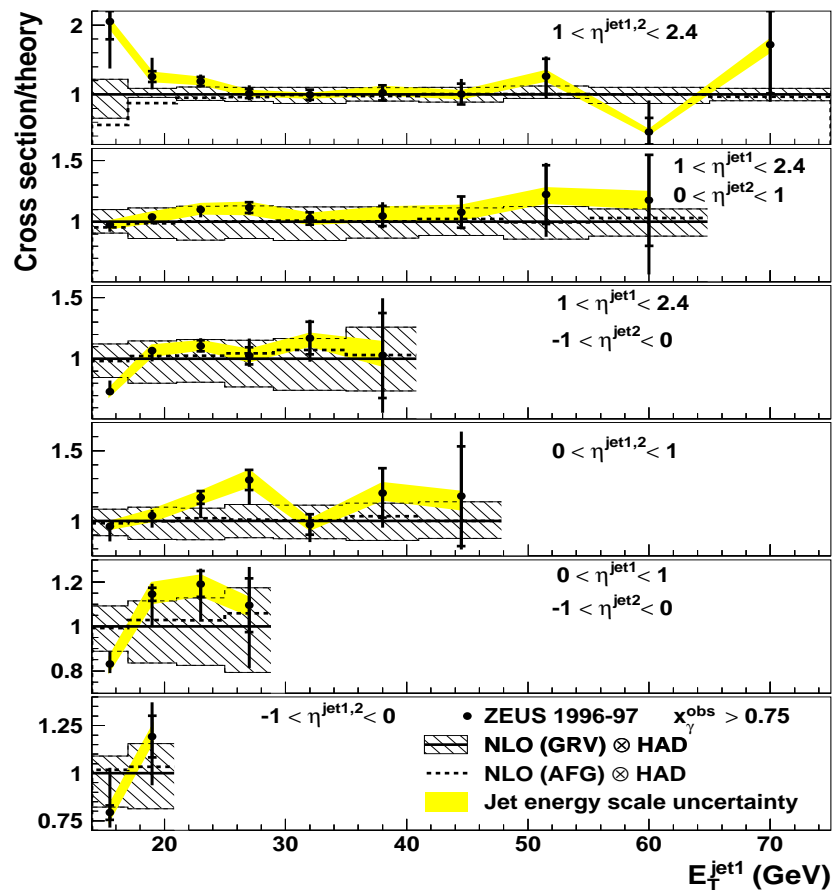 Cross section/theory
2
1
1 < η^jet1,2 < 2.4
1.5
1
1 < η^jet1 < 2.4
0 < η^jet2 < 1
1.5
1
1 < η^jet1 < 2.4
-1 < η^jet2 < 0
1.5
1
0 < η^jet1,2 < 1
1.2
1
0.8
0 < η^jet1 < 1
-1 < η^jet2 < 0
1.25
1
0.75
-1 < η^jet1,2 < 0
ZEUS 1996-97 x_γ^obs > 0.75
NLO (GRV) ⊗ HAD
NLO (AFG) ⊗ HAD
Jet energy scale uncertainty
20 30 40 50 60 70
E_T^jet1 (GeV)